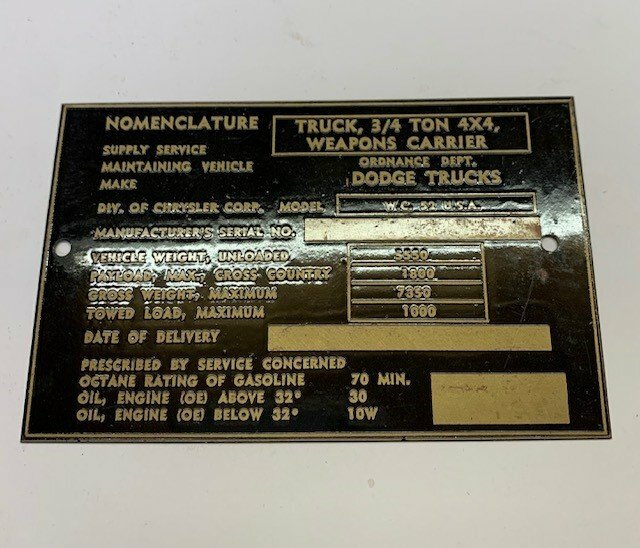 NOMENCLATURE TRUCK, 3/4 TON 4X4,
WEAPONS CARRIER
SUPPLY SERVICE
MAINTAINING VEHICLE ORDNANCE DEPT.
MAKE DODGE TRUCKS
DIV. OF CHRYSLER CORP. MODEL W.C. 52 U.S.A.
MANUFACTURER'S SERIAL NO.
VEHICLE WEIGHT, UNLOADED 5550
PAYLOAD, MAX., CROSS COUNTRY 1800
GROSS WEIGHT, MAXIMUM 7350
TOWED LOAD, MAXIMUM 1000
DATE OF DELIVERY
PRESCRIBED BY SERVICE CONCERNED
OCTANE RATING OF GASOLINE 70 MIN.
OIL, ENGINE (OE) ABOVE 32° 30
OIL, ENGINE (OE) BELOW 32° 10W